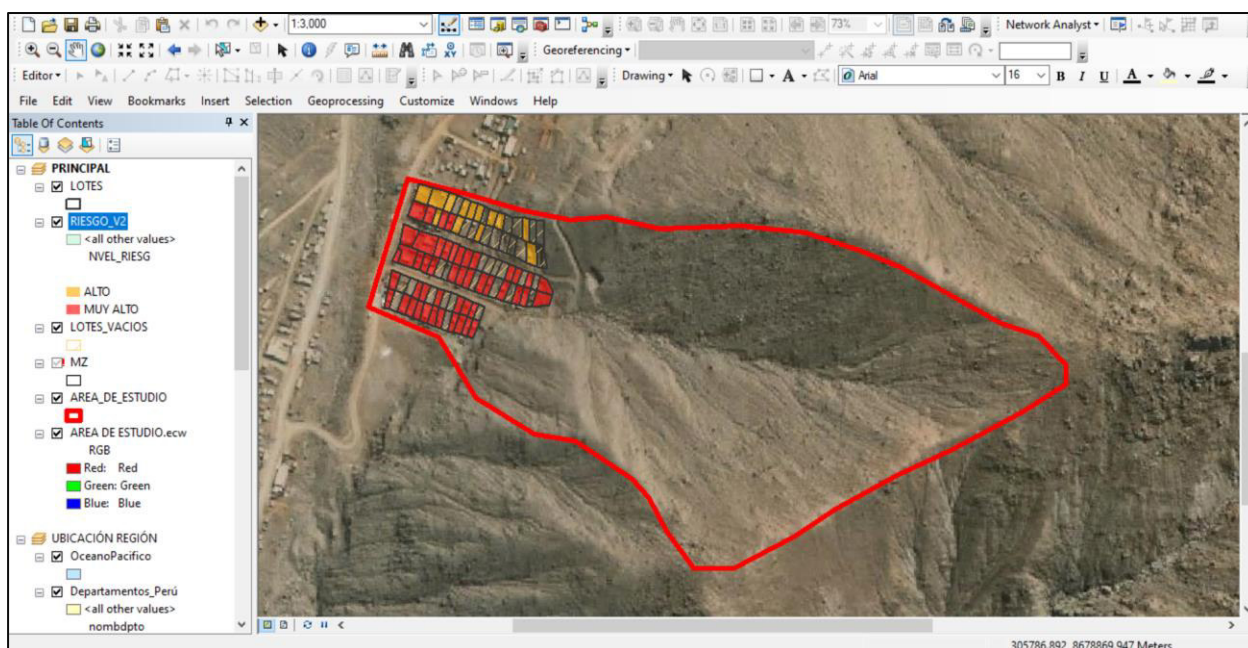 1:3,000
73%
Network Analyst
Georeferencing
Editor
Drawing
Arial
16
B I U A
File Edit View Bookmarks Insert Selection Geoprocessing Customize Windows Help
Table Of Contents
PRINCIPAL
LOTES
RIESGO_V2
<all other values>
NVEL_RIESG
ALTO
MUY ALTO
LOTES_VACIOS
MZ
AREA_DE_ESTUDIO
AREA DE ESTUDIO.ecw
RGB
Red: Red
Green: Green
Blue: Blue
UBICACIÓN REGIÓN
OceanoPacifico
Departamentos_Perú
<all other values>
nombdpto
305786.892 8678869.947 Meters